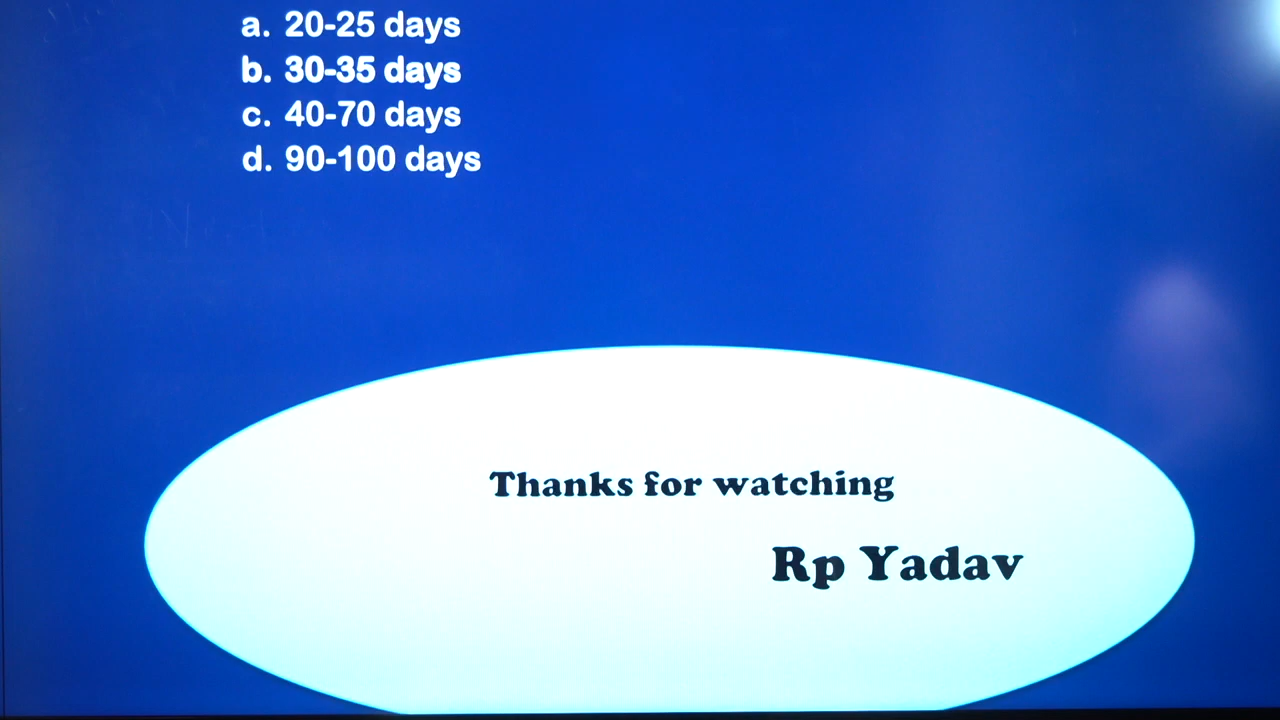 a. 20-25 days
b. 30-35 days
c. 40-70 days
d. 90-100 days
Thanks for watching
Rp Yadav